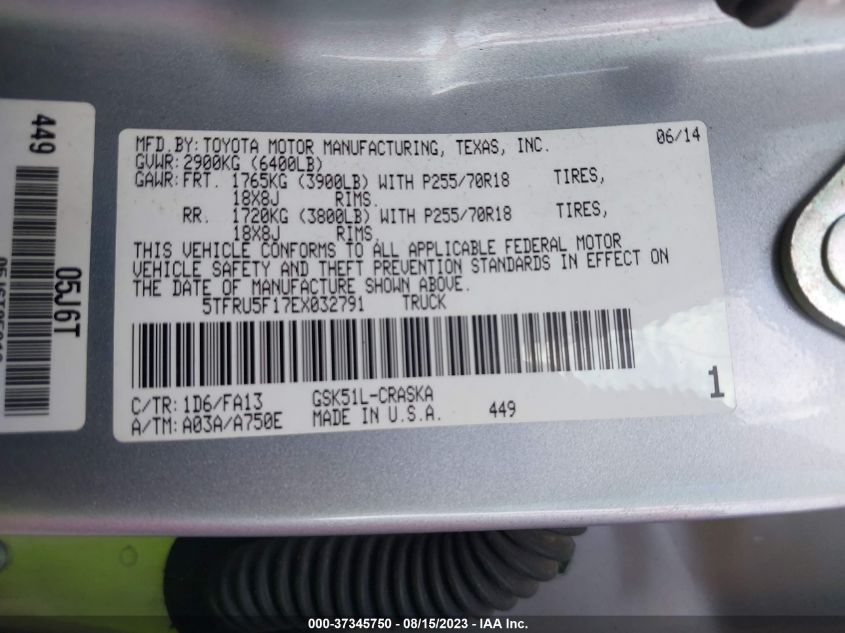 449
05J6T
MFD.BY:TOYOTA MOTOR MANUFACTURING, TEXAS, INC. 06/14
GVWR:2900KG (6400LB)
GAWR:FRT. 1765KG (3900LB) WITH P255/70R18 TIRES,
18X8J RIMS.
RR. 1720KG (3800LB) WITH P255/70R18 TIRES,
18X8J RIMS.
THIS VEHICLE CONFORMS TO ALL APPLICABLE FEDERAL MOTOR
VEHICLE SAFETY AND THEFT PREVENTION STANDARDS IN EFFECT ON
THE DATE OF MANUFACTURE SHOWN ABOVE.
5TFRU5F17EX032791 TRUCK
C/TR:1D6/FA13 GSK51L-CRASKA
A/TM:A03A/A750E MADE IN U.S.A. 449
1
000-37345750 - 08/15/2023 - IAA Inc.